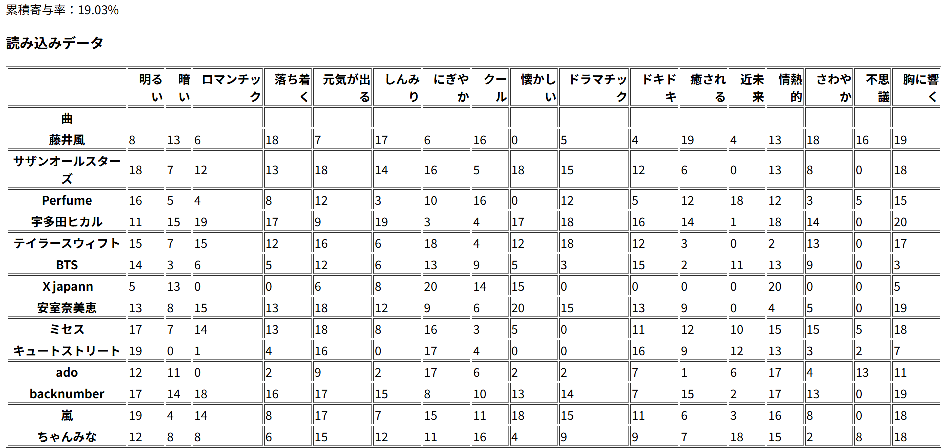 累積寄与率：19.03%
読み込みデータ
明るい 暗い ロマンチック 落ち着く 元気が出る しんみり にぎやか クール 懐かしい ドラマチック ドキドキ 癒される 近未来 情熱的 さわやか 不思議 胸に響く
曲
藤井風 8 13 6 18 7 17 6 16 0 5 4 19 4 13 18 16 19
サザンオールスターズ 18 7 12 13 18 14 16 5 18 15 12 6 0 13 8 0 18
Perfume 16 5 4 8 12 3 10 16 0 12 5 12 18 12 3 5 15
宇多田ヒカル 11 15 19 17 9 19 3 4 17 18 16 14 1 18 14 0 20
テイラースウィフト 15 7 15 12 16 6 18 4 12 18 12 3 0 2 13 0 17
BTS 14 3 6 5 12 6 13 9 5 3 15 2 11 13 9 0 3
X japann 5 13 0 0 6 8 20 14 15 0 0 0 0 20 0 0 5
安室奈美恵 13 8 15 13 18 12 9 6 20 15 13 9 0 4 5 0 19
ミセス 17 7 14 13 18 8 16 3 5 0 11 12 10 15 15 5 18
キュートストリート 19 0 1 4 16 0 17 4 0 0 16 9 12 13 3 2 7
ado 12 11 0 2 9 2 17 6 2 2 7 1 6 17 4 13 11
backnumber 17 14 18 16 17 15 8 10 13 14 7 15 2 17 13 0 19
嵐 19 4 14 8 17 7 15 11 18 15 11 6 3 16 8 0 18
ちゃんみな 12 8 8 6 15 12 11 16 4 9 9 7 18 15 2 8 18